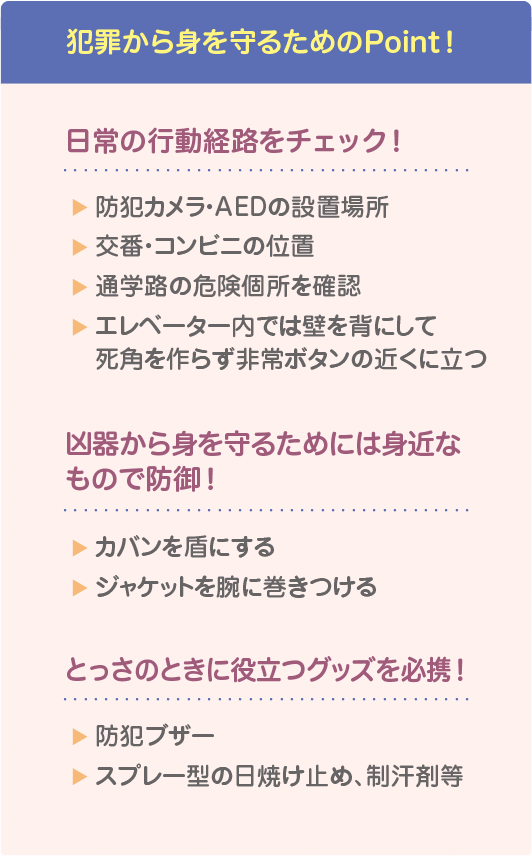 犯罪から身を守るためのPoint！
日常の行動経路をチェック！
▶ 防犯カメラ・AEDの設置場所
▶ 交番・コンビニの位置
▶ 通学路の危険個所を確認
▶ エレベーター内では壁を背にして
死角を作らず非常ボタンの近くに立つ
凶器から身を守るためには身近な
もので防御！
▶ カバンを盾にする
▶ ジャケットを腕に巻きつける
とっさのときに役立つグッズを必携！
▶ 防犯ブザー
▶ スプレー型の日焼け止め、制汗剤等